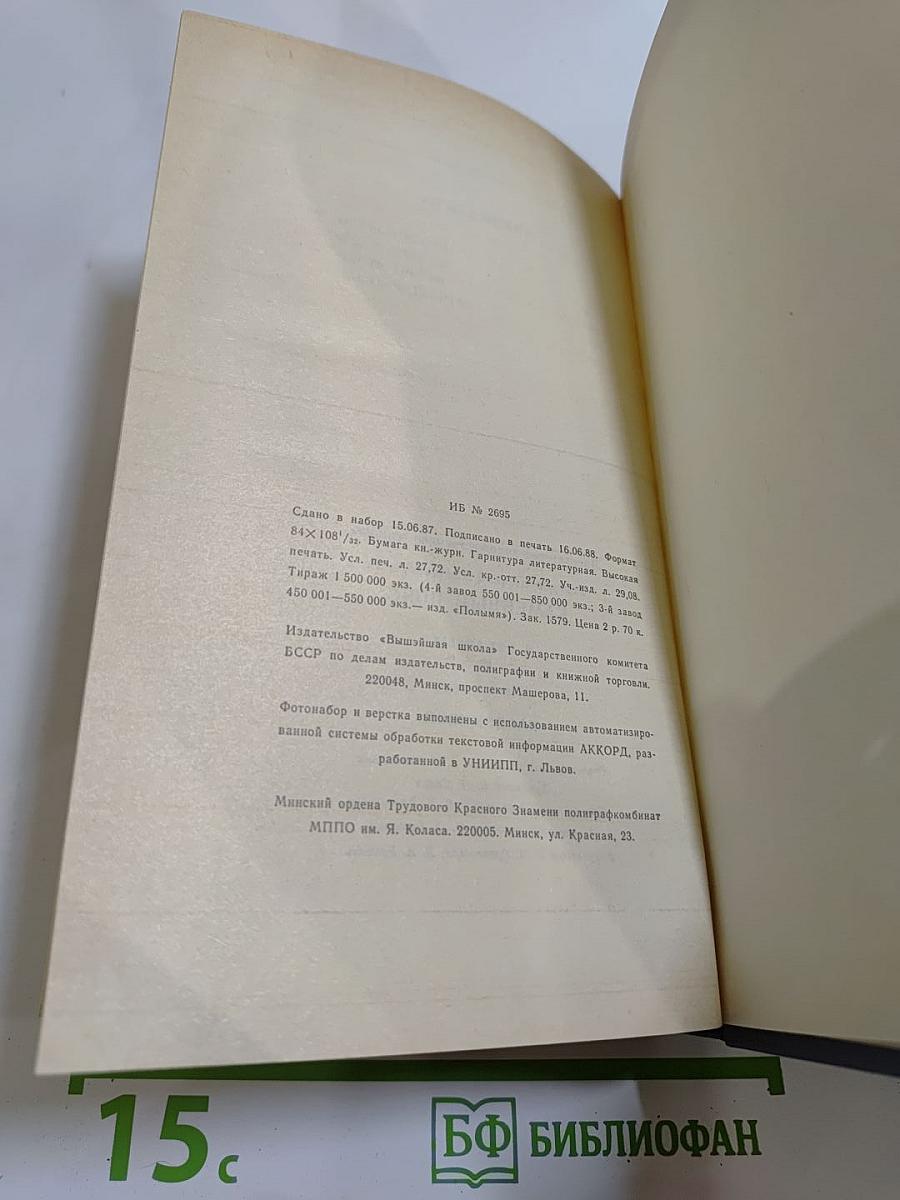 ИБ № 2695
Сдано в набор 15.06.87. Подписано в печать 16.06.88. Формат
84×108¹/₃₂. Бумага кн.-журн. Гарнитура литературная. Высокая
печать. Усл. печ. л. 27,72. Усл. кр.-отт. 27,72. Уч.-изд. л. 29,08.
Тираж 1 500 000 экз. (4-й завод 550 001—850 000 экз.; 3-й завод
450 001—550 000 экз.— изд. «Полымя»). Зак. 1579. Цена 2 р. 70 к.
Издательство «Вышэйшая школа» Государственного комитета
БССР по делам издательств, полиграфии и книжной торговли.
220048, Минск, проспект Машерова, 11.
Фотонабор и верстка выполнены с использованием автоматизиро-
ванной системы обработки текстовой информации АККОРД, раз-
работанной в УНИИПП, г. Львов.
Минский ордена Трудового Красного Знамени полиграфкомбинат
МППО им. Я. Коласа. 220005. Минск, ул. Красная, 23.
15 с
БФ БИБЛИОФАН